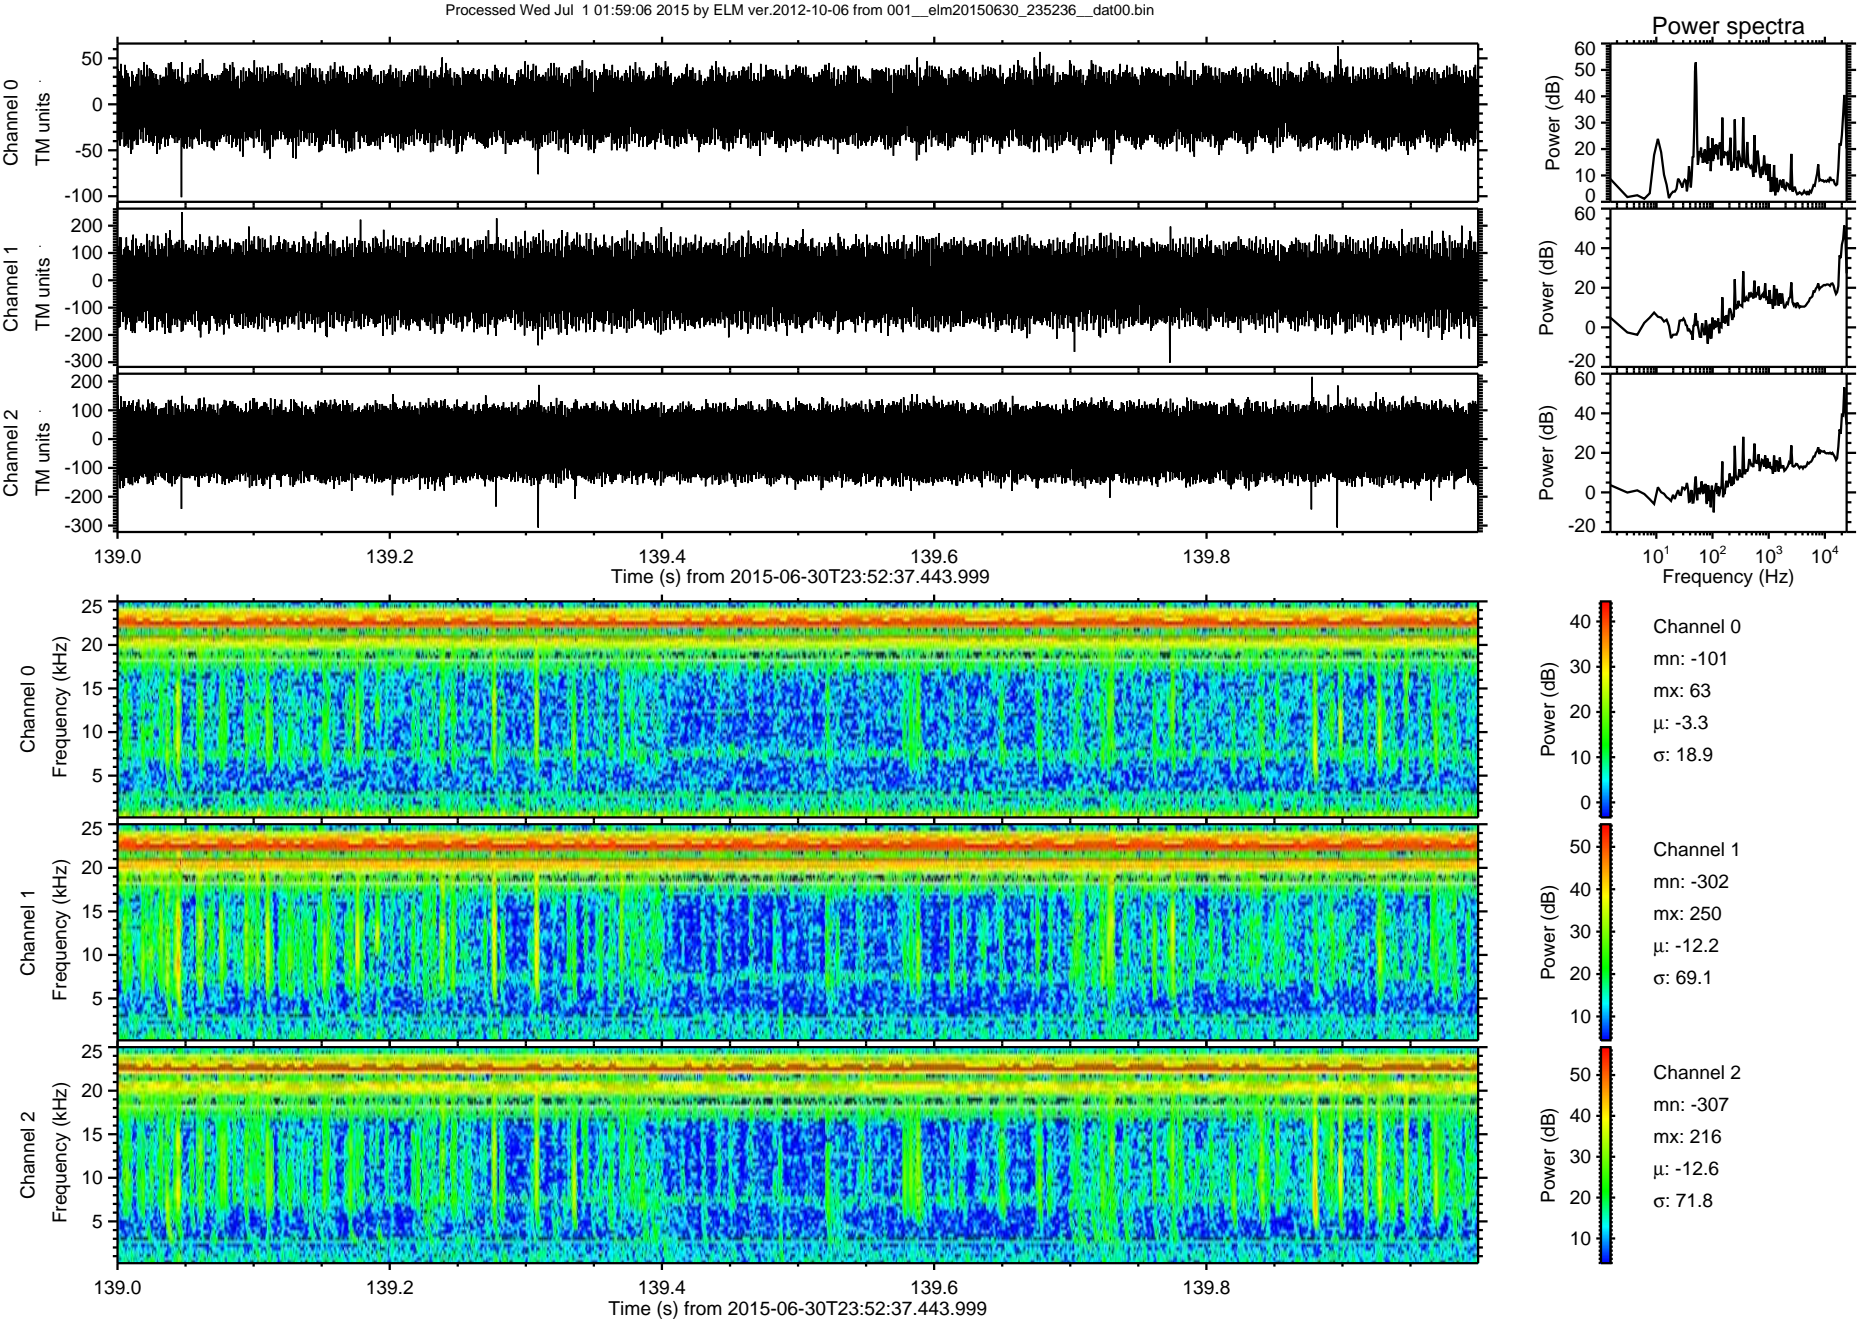 Processed Wed Jul  1 01:59:06 2015 by ELM ver.2012-10-06 from 001__elm20150630_235236__dat00.bin
Power spectra
Channel 0
TM units
50
0
-50
-100
Power (dB)
60
50
40
30
20
10
0
Channel 1
TM units
200
100
0
-100
-200
-300
Power (dB)
60
40
20
0
-20
Channel 2
TM units
200
100
0
-100
-200
-300
Power (dB)
60
40
20
0
-20
139.0 139.2 139.4 139.6 139.8
Time (s) from 2015-06-30T23:52:37.443.999
10¹ 10² 10³ 10⁴
Frequency (Hz)
Channel 0
Frequency (kHz)
25
20
15
10
5
Power (dB)
40
30
20
10
0
Channel 0
mn: -101
mx: 63
μ: -3.3
σ: 18.9
Channel 1
Frequency (kHz)
25
20
15
10
5
Power (dB)
50
40
30
20
10
Channel 1
mn: -302
mx: 250
μ: -12.2
σ: 69.1
Channel 2
Frequency (kHz)
25
20
15
10
5
Power (dB)
50
40
30
20
10
Channel 2
mn: -307
mx: 216
μ: -12.6
σ: 71.8
139.0 139.2 139.4 139.6 139.8
Time (s) from 2015-06-30T23:52:37.443.999